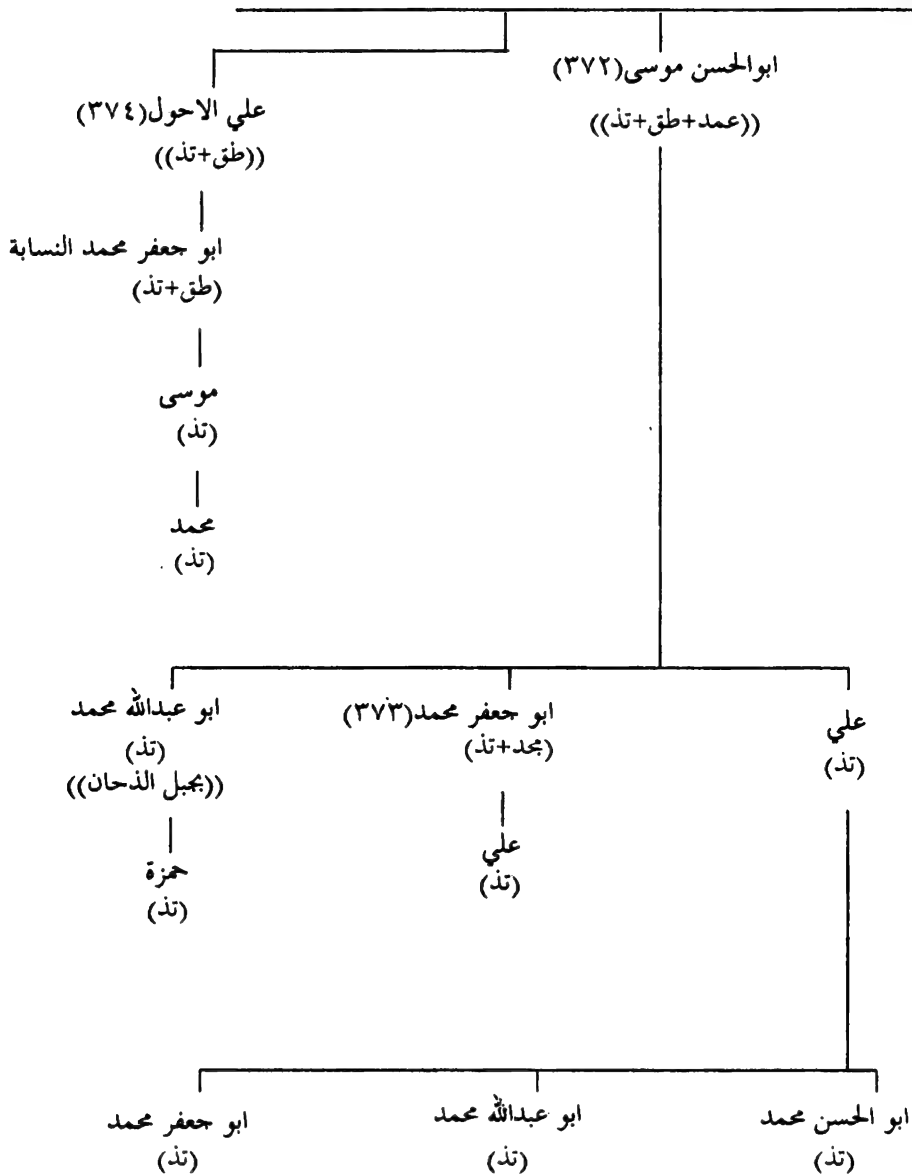 ابوالحسن موسى(٣٧٢)
((عمد+طق+تذ))
علي الاحول(٣٧٤)
((طق+تذ))
ابو جعفر محمد النسابة
(طق+تذ)
موسى
(تذ)
محمد
(تذ)
علي
(تذ)
ابو جعفر محمد(٣٧٣)
(مجد+تذ)
ابو عبدالله محمد
(تذ)
((بجبل الذحان))
علي
(تذ)
حمزة
(تذ)
ابو الحسن محمد
(تذ)
ابو عبدالله محمد
(تذ)
ابو جعفر محمد
(تذ)